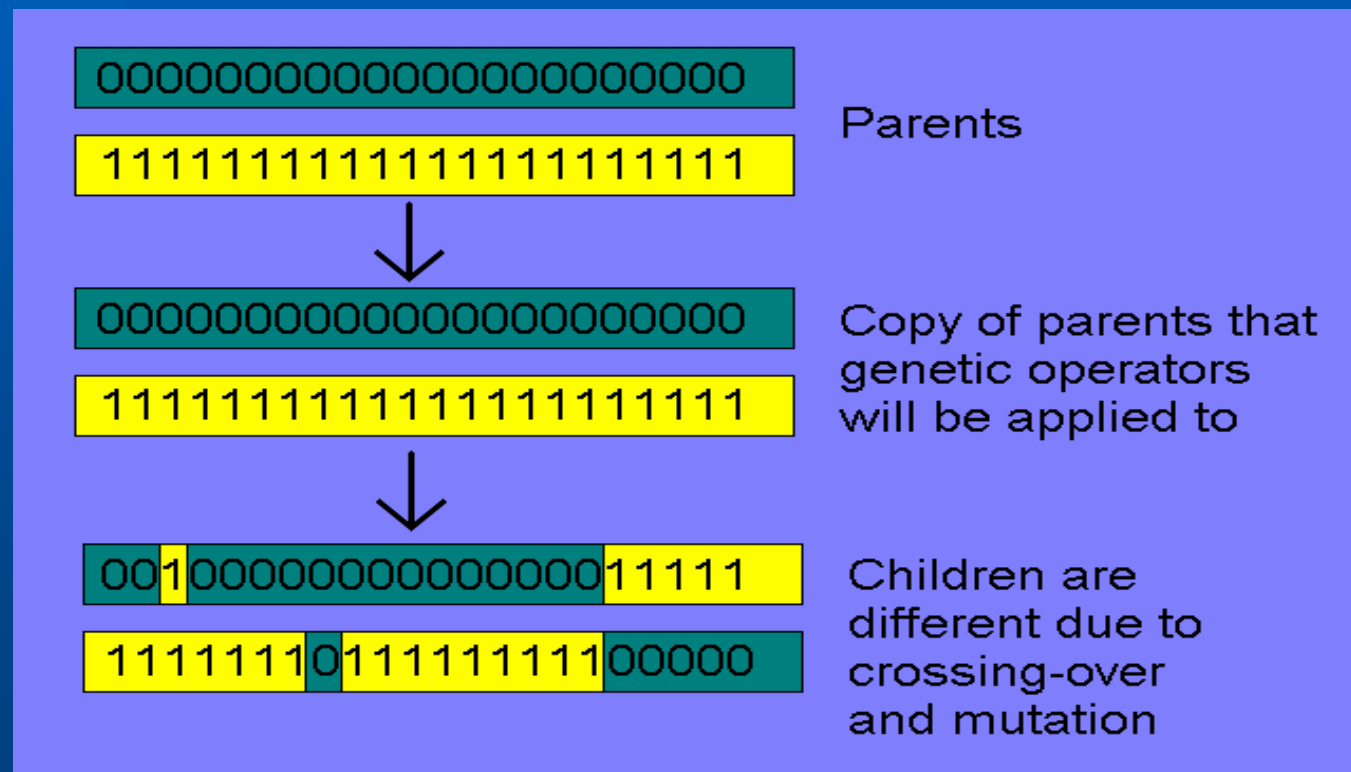 0000000000000000000000
1111111111111111111111
Parents
0000000000000000000000
1111111111111111111111
Copy of parents that
genetic operators
will be applied to
0010000000000000011111
1111111011111111100000
Children are
different due to
crossing-over
and mutation